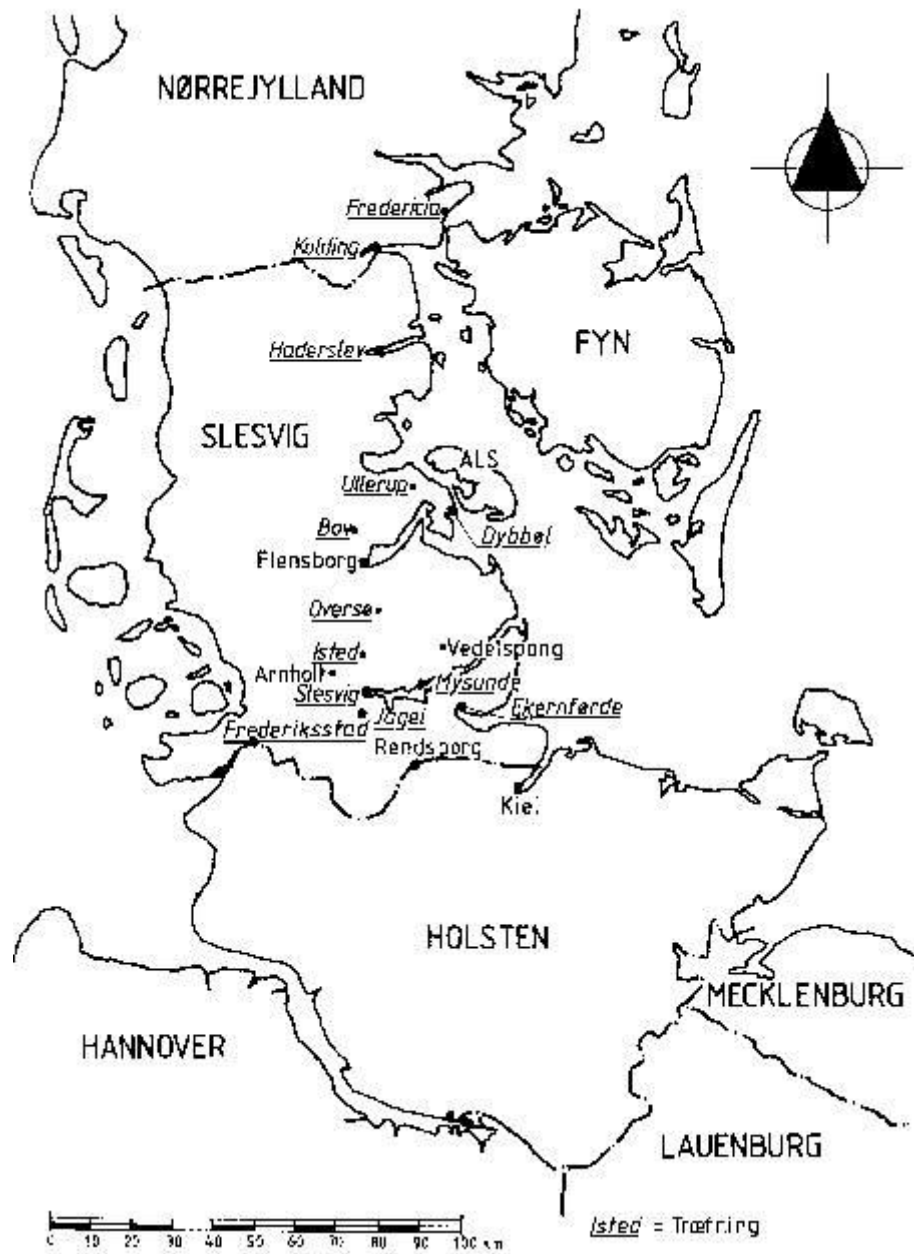 NØRREJYLLAND
Fredericia
Kolding
FYN
Haderslev
SLESVIG
ALS
Ullerup
Bov
Dybbøl
Flensborg
Oversø
Isted
Vedelspang
Arnholt
Slesvig
Mysunde
Jagel
Ekernførde
Frederiksstad
Rendsborg
Kiel
HOLSTEN
MECKLENBURG
HANNOVER
LAUENBURG
Isted = Træfning
0 10 20 30 40 50 60 70 80 90 100 km